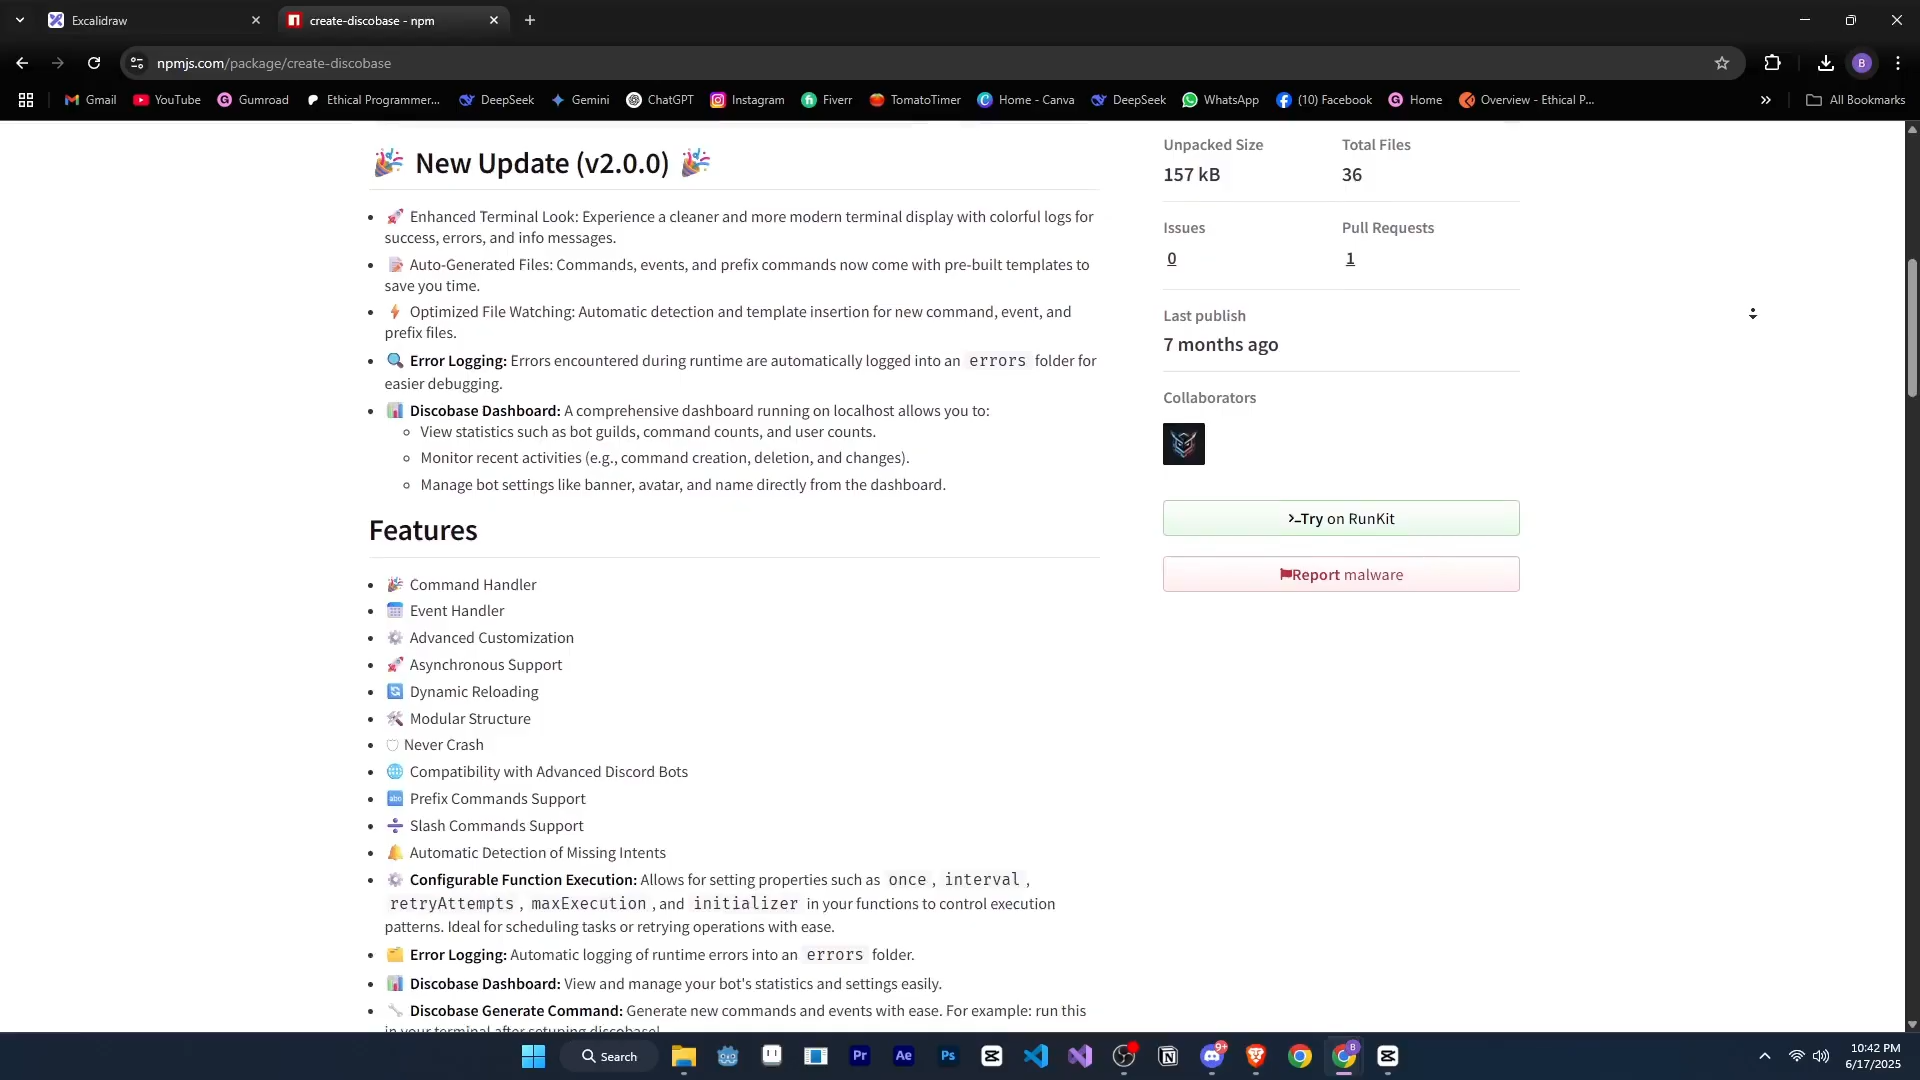 Excalidraw
create-discobase - npm
npmjs.com/package/create-discobase
B
Gmail
YouTube
Gumroad
Ethical Programmer...
DeepSeek
Gemini
ChatGPT
Instagram
Fiverr
TomatoTimer
Home - Canva
DeepSeek
WhatsApp
(10) Facebook
Home
Overview - Ethical P...
All Bookmarks
🎉 New Update (v2.0.0) 🎉
🚀 Enhanced Terminal Look: Experience a cleaner and more modern terminal display with colorful logs for
success, errors, and info messages.
📝 Auto-Generated Files: Commands, events, and prefix commands now come with pre-built templates to
save you time.
⚡ Optimized File Watching: Automatic detection and template insertion for new command, event, and
prefix files.
🔍 Error Logging: Errors encountered during runtime are automatically logged into an errors folder for
easier debugging.
📊 Discobase Dashboard: A comprehensive dashboard running on localhost allows you to:
View statistics such as bot guilds, command counts, and user counts.
Monitor recent activities (e.g., command creation, deletion, and changes).
Manage bot settings like banner, avatar, and name directly from the dashboard.
Features
🎉 Command Handler
📅 Event Handler
⚙️ Advanced Customization
🚀 Asynchronous Support
🔄 Dynamic Reloading
🛠️ Modular Structure
Never Crash
🌐 Compatibility with Advanced Discord Bots
🔤 Prefix Commands Support
➗ Slash Commands Support
🔔 Automatic Detection of Missing Intents
⚙️ Configurable Function Execution: Allows for setting properties such as once , interval ,
retryAttempts , maxExecution , and initializer in your functions to control execution
patterns. Ideal for scheduling tasks or retrying operations with ease.
🗂️ Error Logging: Automatic logging of runtime errors into an errors folder.
📊 Discobase Dashboard: View and manage your bot's statistics and settings easily.
🔧 Discobase Generate Command: Generate new commands and events with ease. For example: run this
in your terminal after setuping discobase!
Unpacked Size
157 kB
Total Files
36
Issues
0
Pull Requests
1
Last publish
7 months ago
Collaborators
>_Try on RunKit
Report malware
Search
Pr
Ae
Ps
9+
B
10:42 PM
6/17/2025